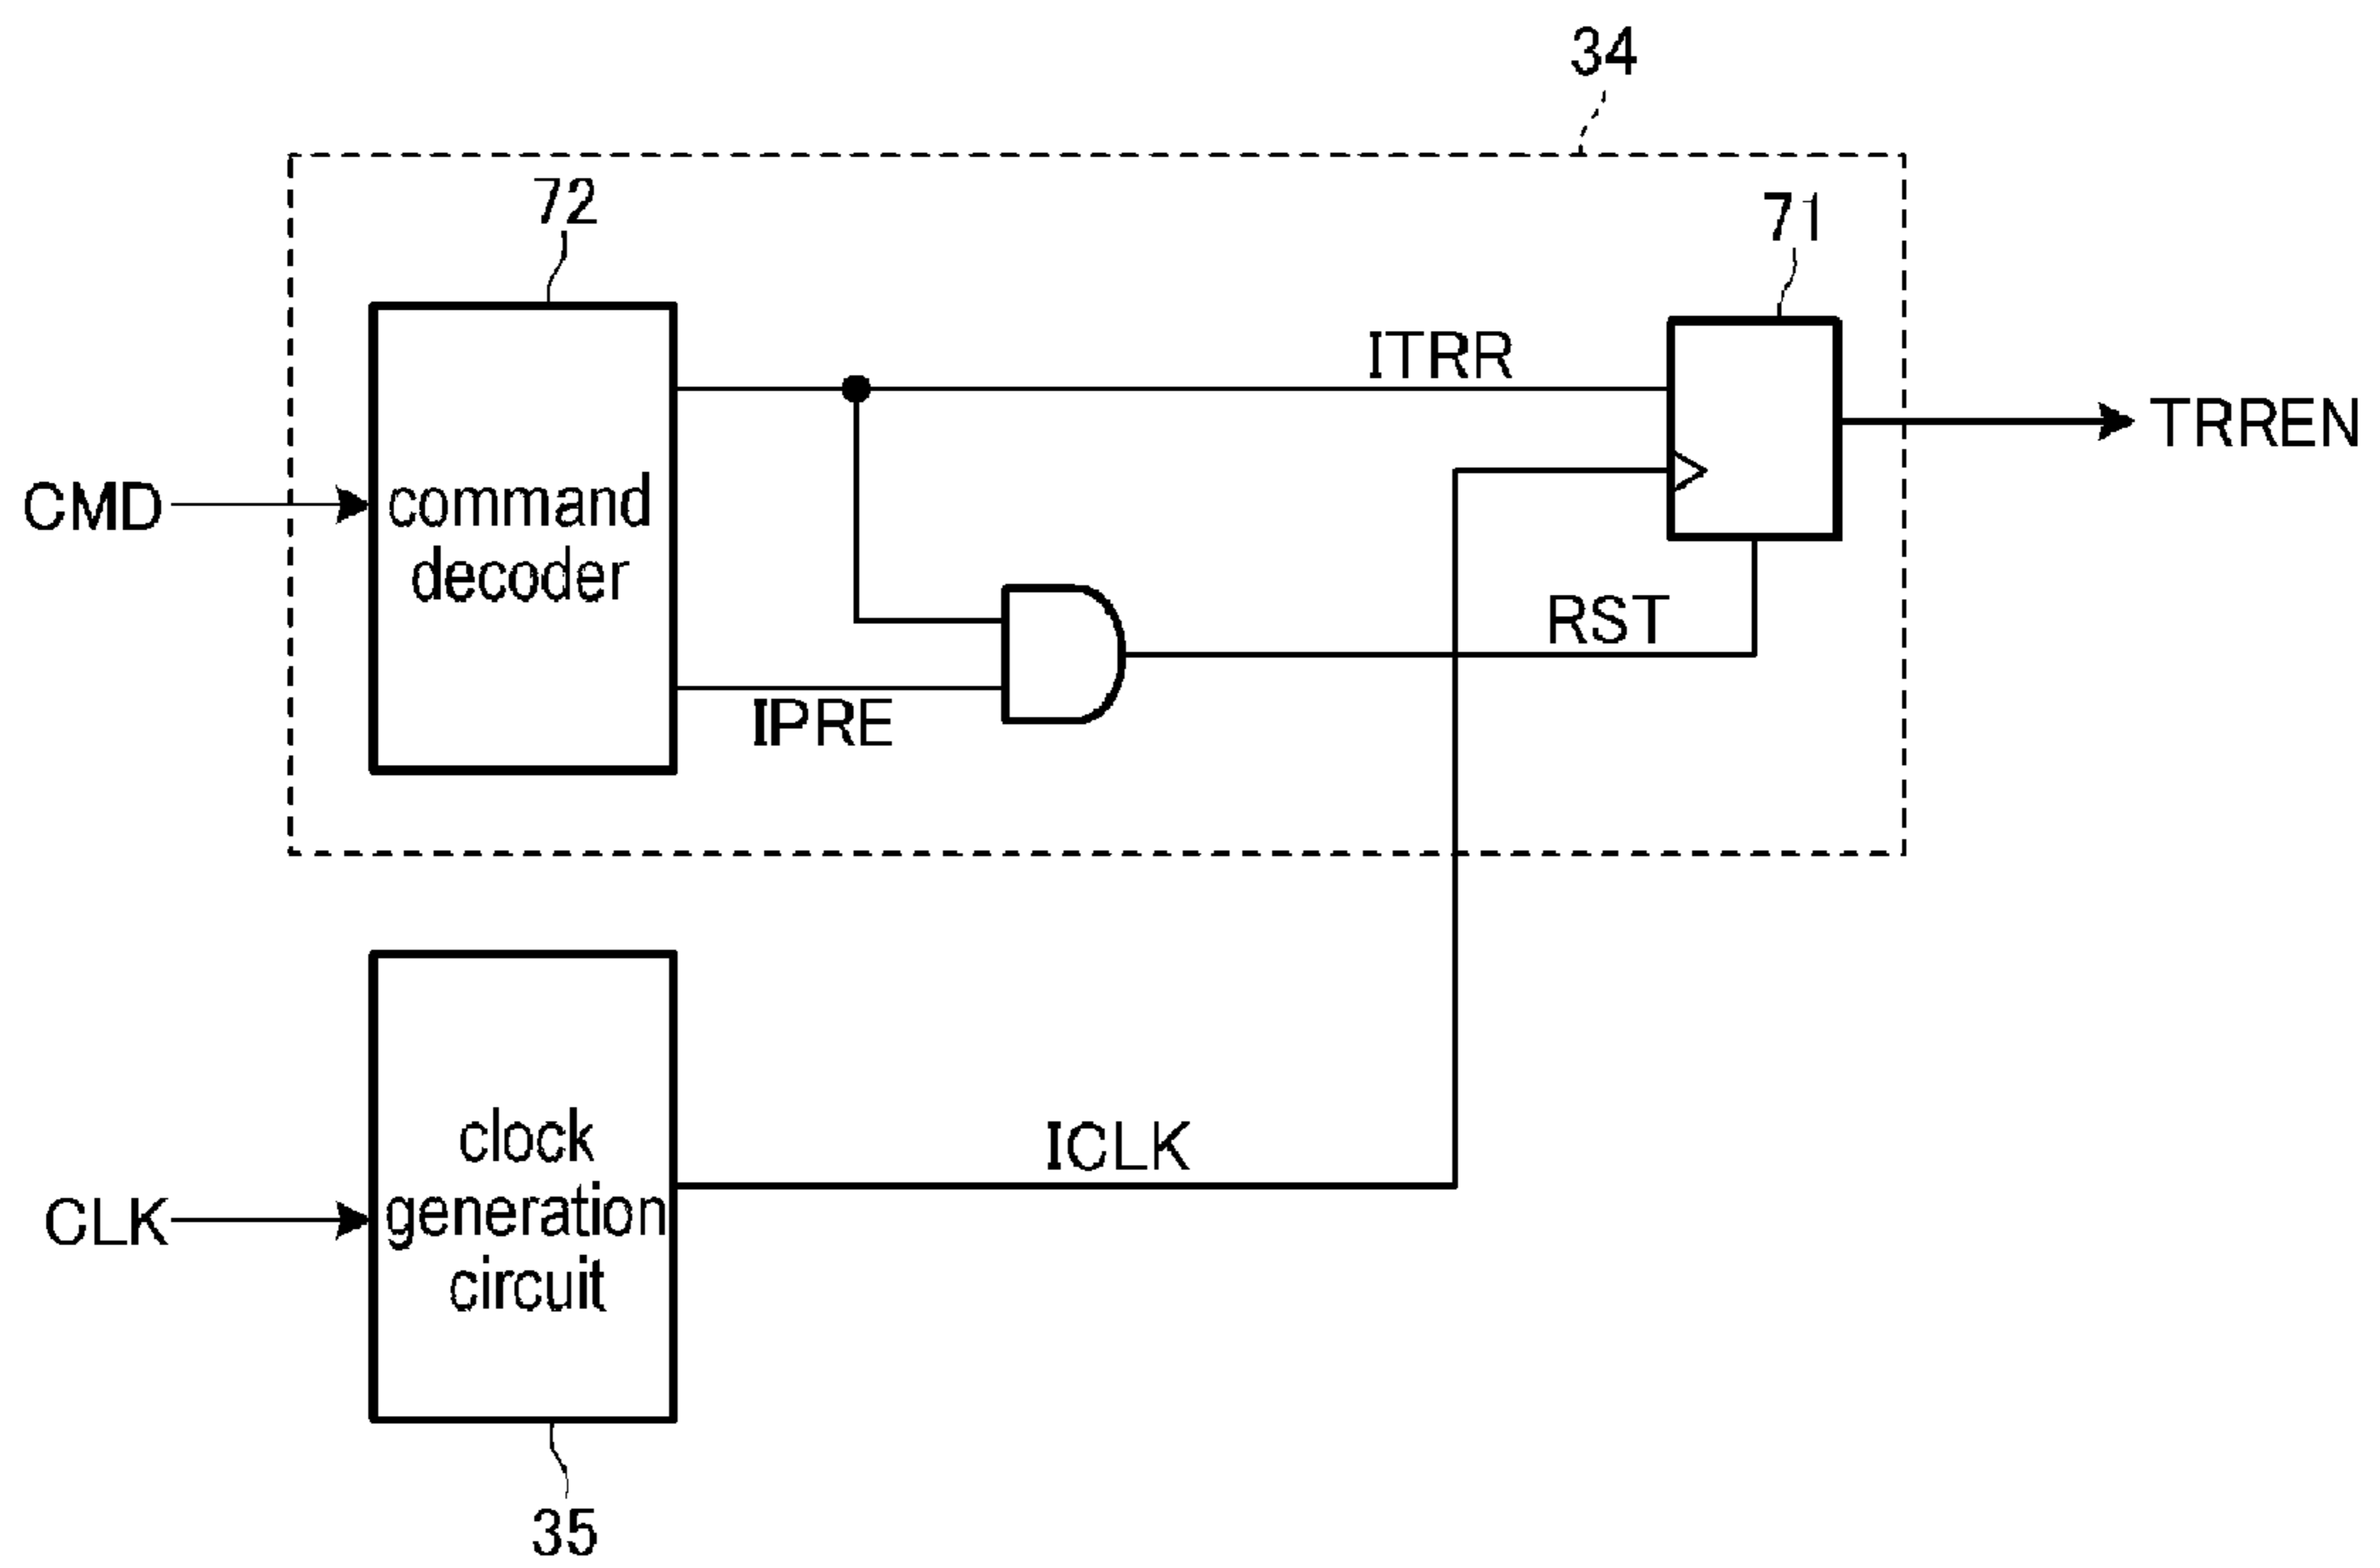 34
72
71
ITRR
TRREN
CMD
command
decoder
RST
IPRE
clock
generation
circuit
ICLK
CLK
35